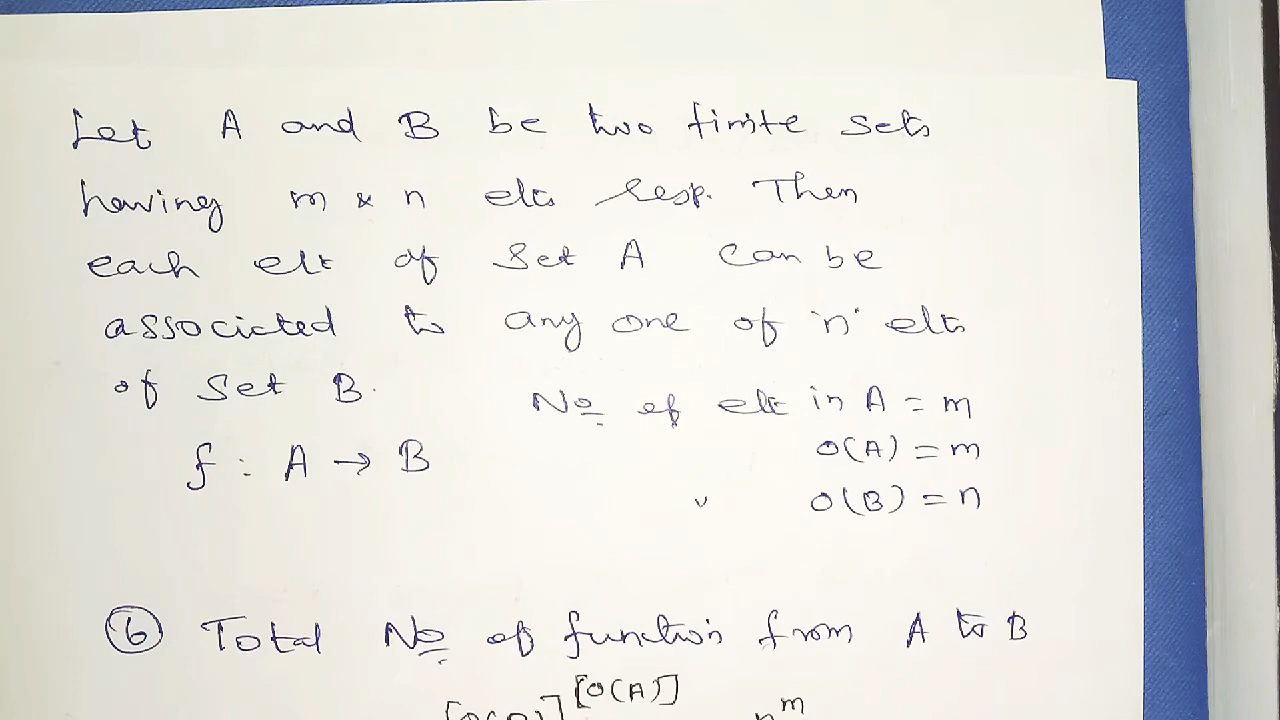 Let A and B be two finite sets
having m & n elts resp. Then
each elt of Set A can be
associated to any one of 'n' elts
of Set B.
No of elt in A = m
f : A → B
O(A) = m
" O(B) = n
⑥ Total No of function from A to B
[O(A)]
n^m